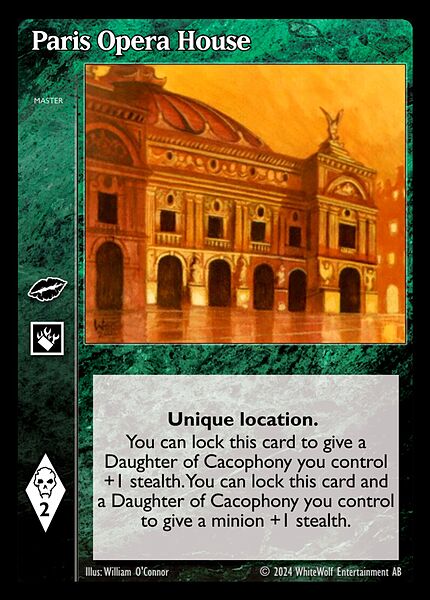 Paris Opera House
MASTER
Unique location.
You can lock this card to give a
Daughter of Cacophony you control
+1 stealth.You can lock this card and
a Daughter of Cacophony you control
to give a minion +1 stealth.
2
Illus: William O'Connor
© 2024 WhiteWolf Entertainment AB